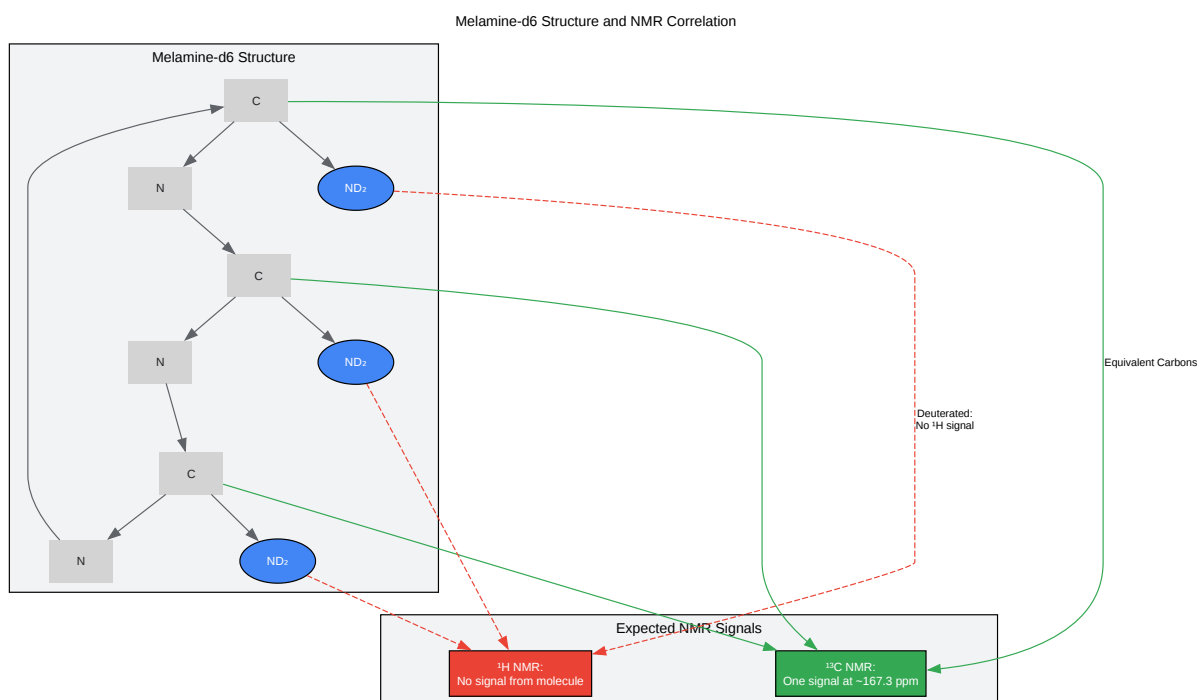 Melamine-d6 Structure and NMR Correlation
Melamine-d6 Structure
C
N
ND₂
C
N
ND₂
Equivalent Carbons
Deuterated:
No ¹H signal
C
N
ND₂
Expected NMR Signals
¹H NMR:
No signal from molecule
¹³C NMR:
One signal at ~167.3 ppm